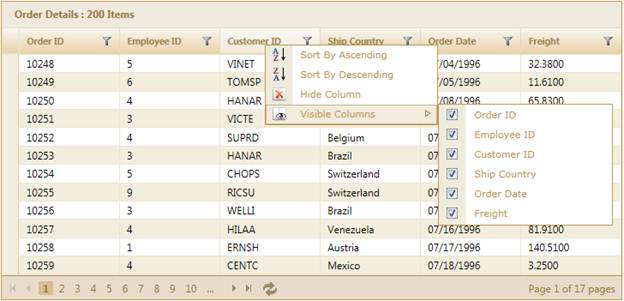 Order Details : 200 Items
Order ID Employee ID Customer ID Ship Country Order Date Freight
10248 5 VINET /04/1996 32.3800
10249 6 TOMSP /05/1996 11.6100
10250 4 HANAR /08/1996 65.8300
10251 3 VICTE
10252 4 SUPRD Belgium 07
10253 3 HANAR Brazil 07
10254 5 CHOPS Switzerland 07
10255 9 RICSU Switzerland 07
10256 3 WELLI Brazil 07
10257 4 HILAA Venezuela 07/16/1996 81.9100
10258 1 ERNSH Austria 07/17/1996 140.5100
10259 4 CENTC Mexico 07/18/1996 3.2500
Sort By Ascending
Sort By Descending
Hide Column
Visible Columns
Order ID
Employee ID
Customer ID
Ship Country
Order Date
Freight
1 2 3 4 5 6 7 8 9 10 ... Page 1 of 17 pages